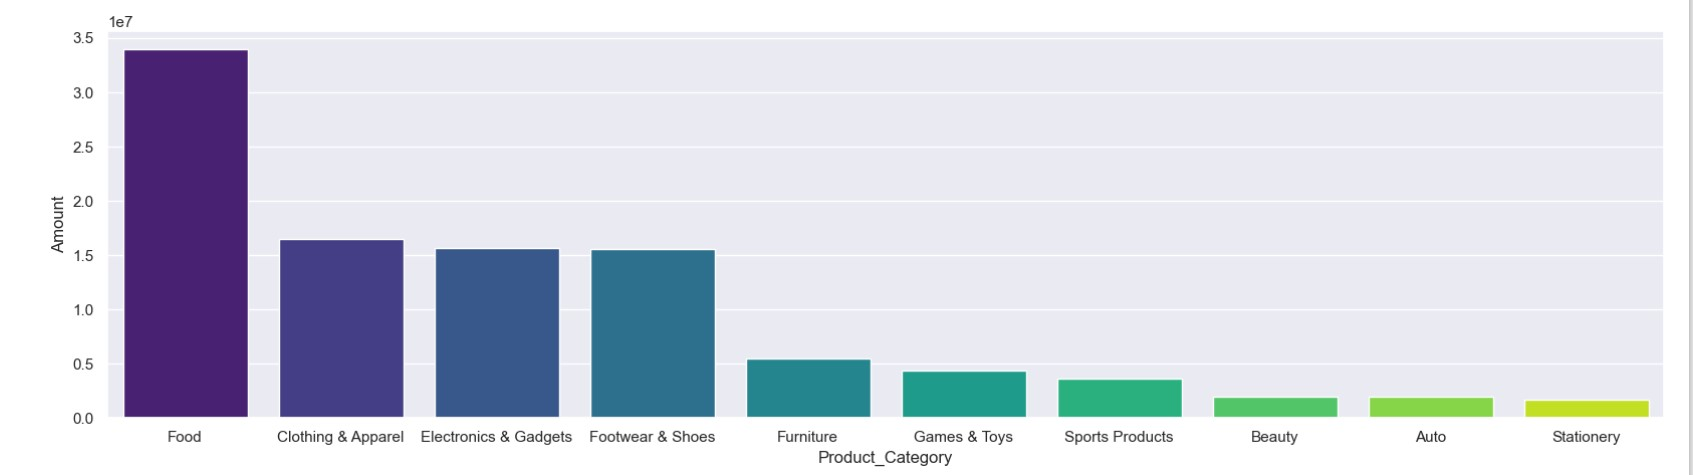 1e7
3.5
3.0
2.5
2.0
1.5
1.0
0.5
0.0
Amount
Food Clothing & Apparel Electronics & Gadgets Footwear & Shoes Furniture Games & Toys Sports Products Beauty Auto Stationery
Product_Category